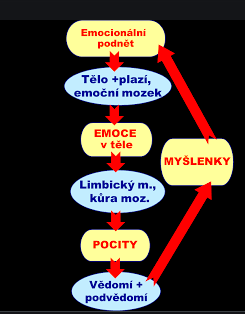 Emocionální
podnět
Tělo +plazí,
emoční mozek
EMOCE
v těle
MYŠLENKY
Limbický m.,
kůra moz.
POCITY
Vědomí +
podvědomí